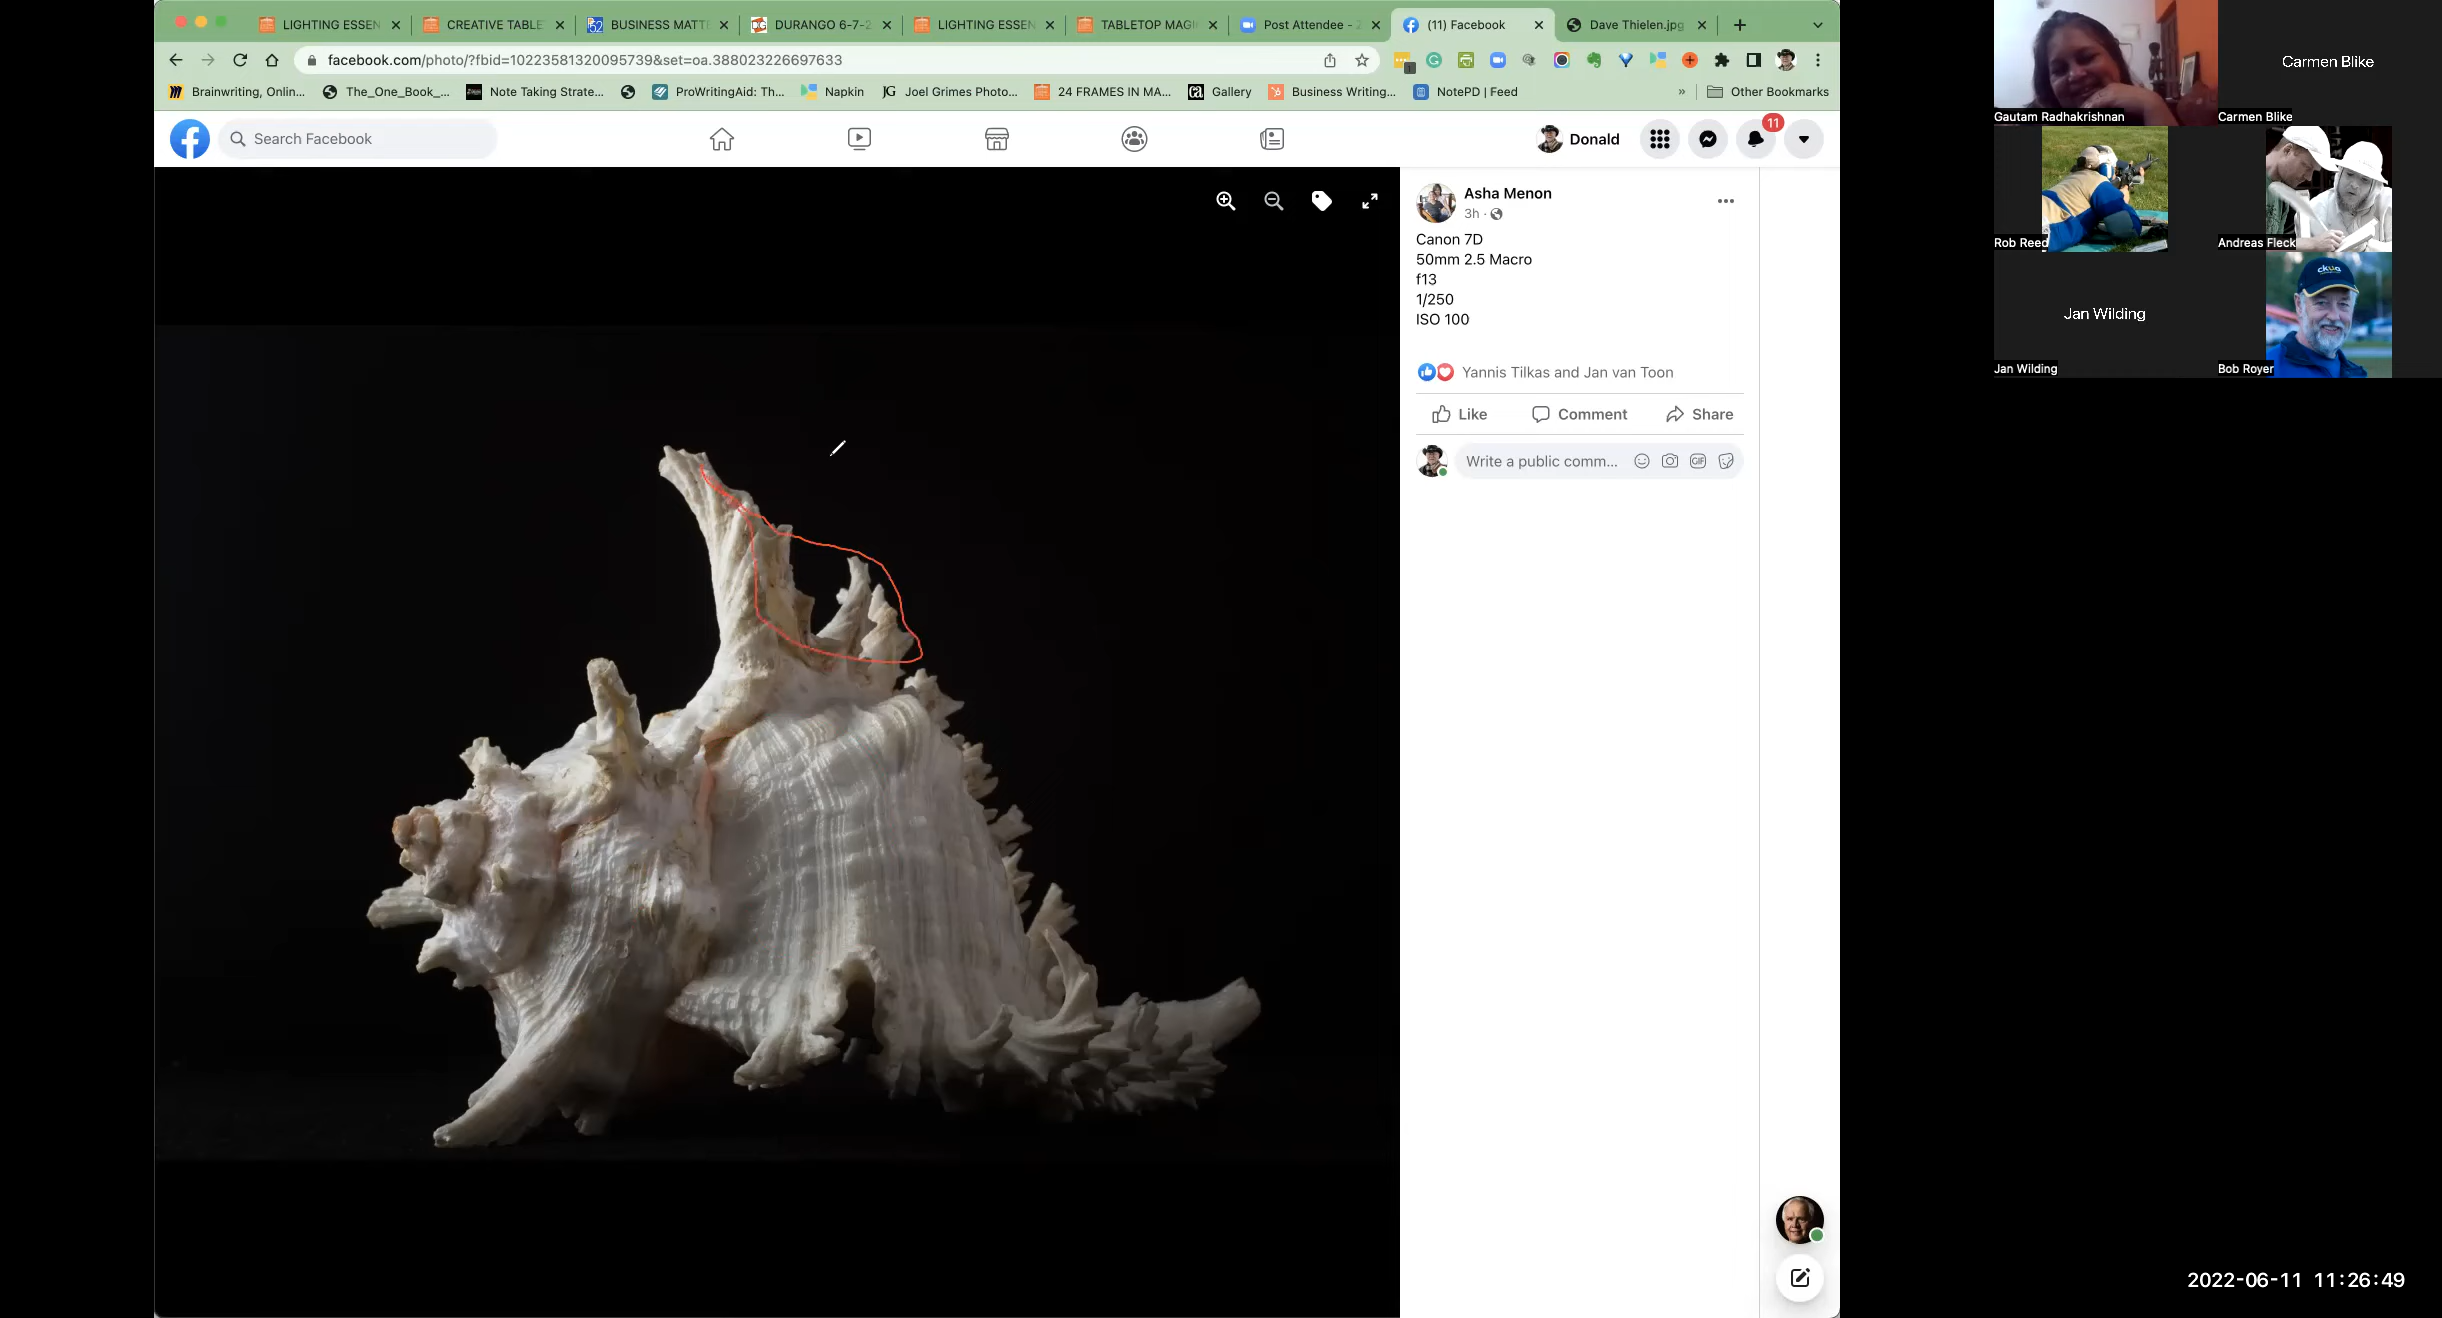 LIGHTING ESSEN
CREATIVE TABLE
BUSINESS MATT
DURANGO 6-7-2
LIGHTING ESSEN
TABLETOP MAGI
Post Attendee - Z
(11) Facebook
Dave Thielen.jpg
facebook.com/photo/?fbid=10223581320095739&set=oa.388023226697633
Brainwriting, Onlin...
The_One_Book_...
Note Taking Strate...
ProWritingAid: Th...
Napkin
JG Joel Grimes Photo...
24 FRAMES IN MA...
Gallery
Business Writing...
NotePD | Feed
»
Other Bookmarks
Search Facebook
Donald
11
Asha Menon
3h ·
Canon 7D
50mm 2.5 Macro
f13
1/250
ISO 100
Yannis Tilkas and Jan van Toon
Like
Comment
Share
Write a public comm...
GIF
Gautam Radhakrishnan
Carmen Blike
Carmen Blike
Rob Reed
Andreas Fleck
Jan Wilding
Jan Wilding
ckua
Bob Royer
2022-06-11 11:26:49